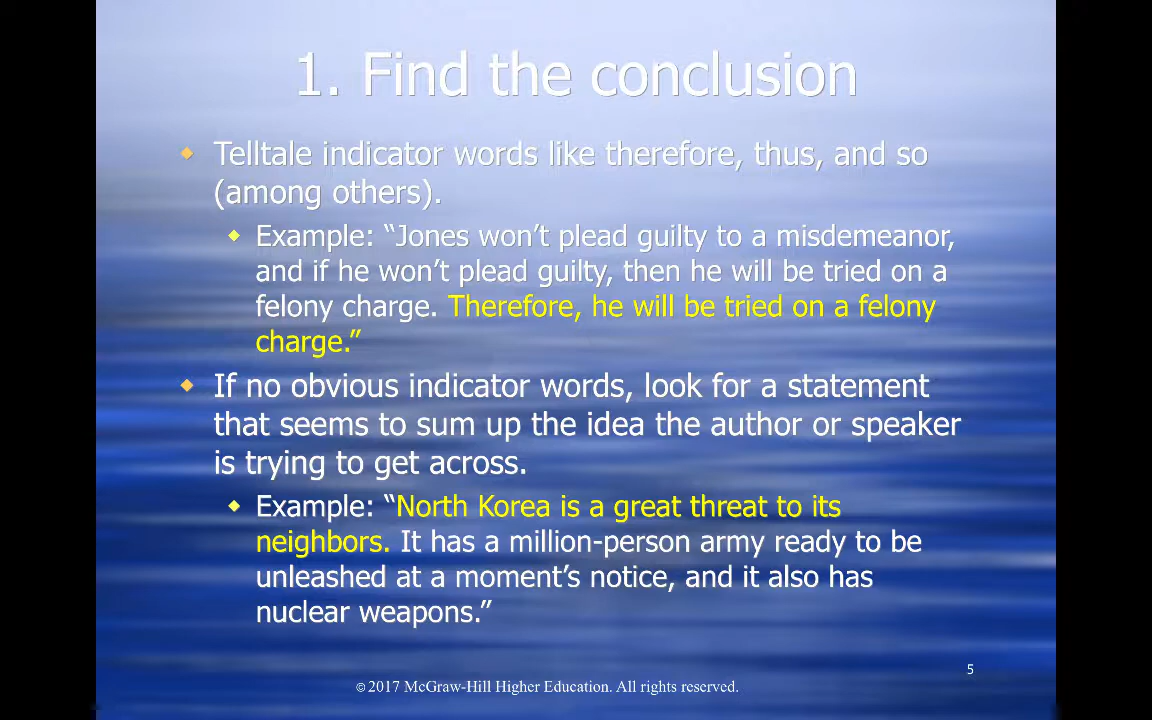 1. Find the conclusion
Telltale indicator words like therefore, thus, and so
(among others).
Example: “Jones won’t plead guilty to a misdemeanor,
and if he won’t plead guilty, then he will be tried on a
felony charge. Therefore, he will be tried on a felony
charge.”
If no obvious indicator words, look for a statement
that seems to sum up the idea the author or speaker
is trying to get across.
Example: “North Korea is a great threat to its
neighbors. It has a million-person army ready to be
unleashed at a moment’s notice, and it also has
nuclear weapons.”
5
© 2017 McGraw-Hill Higher Education. All rights reserved.